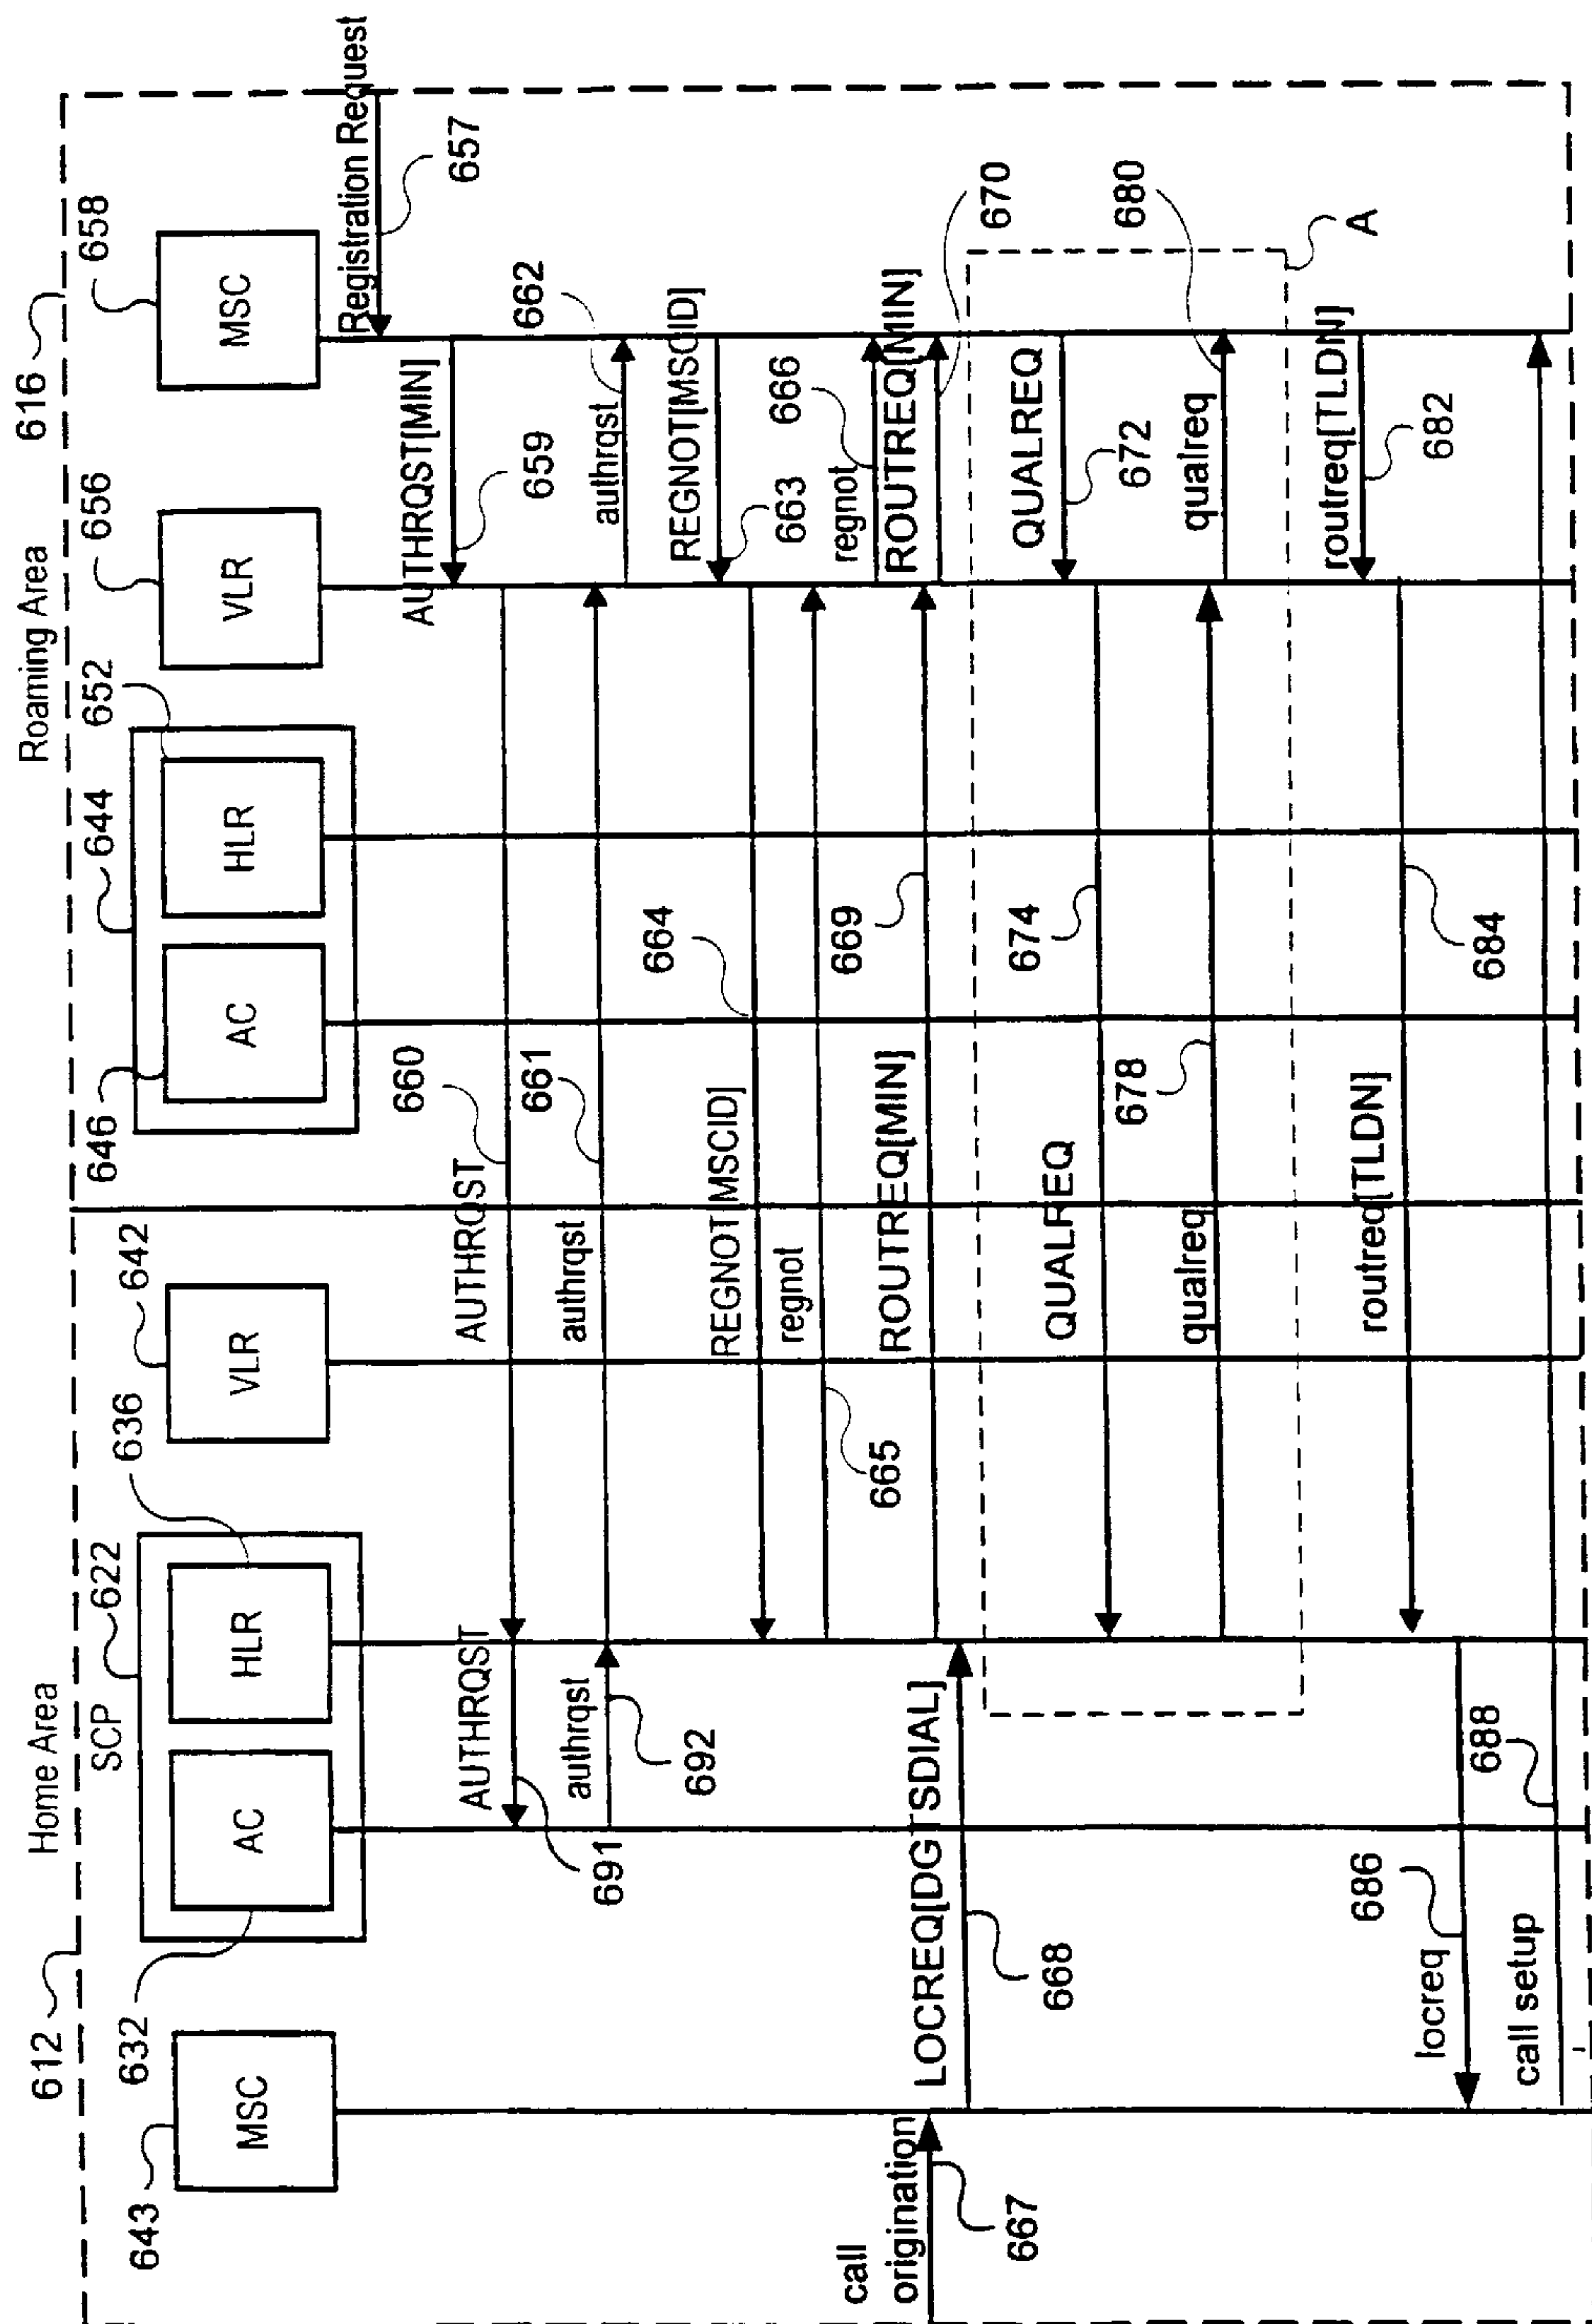 Home Area
Roaming Area
612
616
SCP
622
636
642
644
652
656
658
643
632
646
MSC
AC
HLR
VLR
AC
HLR
VLR
MSC
Registration Request
657
AUTHRQST[MIN]
659
AUTHRQST
660
AUTHRQST
691
authrqst
692
authrqst
661
authrqst
662
REGNOT[MSCID]
663
REGNOT[MSCID]
664
regnot
665
regnot
666
call
origination
667
LOCREQ[DGTSDIAL]
668
ROUTREQ[MIN]
669
ROUTREQ[MIN]
670
QUALREQ
672
QUALREQ
674
qualreq
678
qualreq
680
A
routreq[TLDN]
682
routreq[TLDN]
684
locreq
686
call setup
688